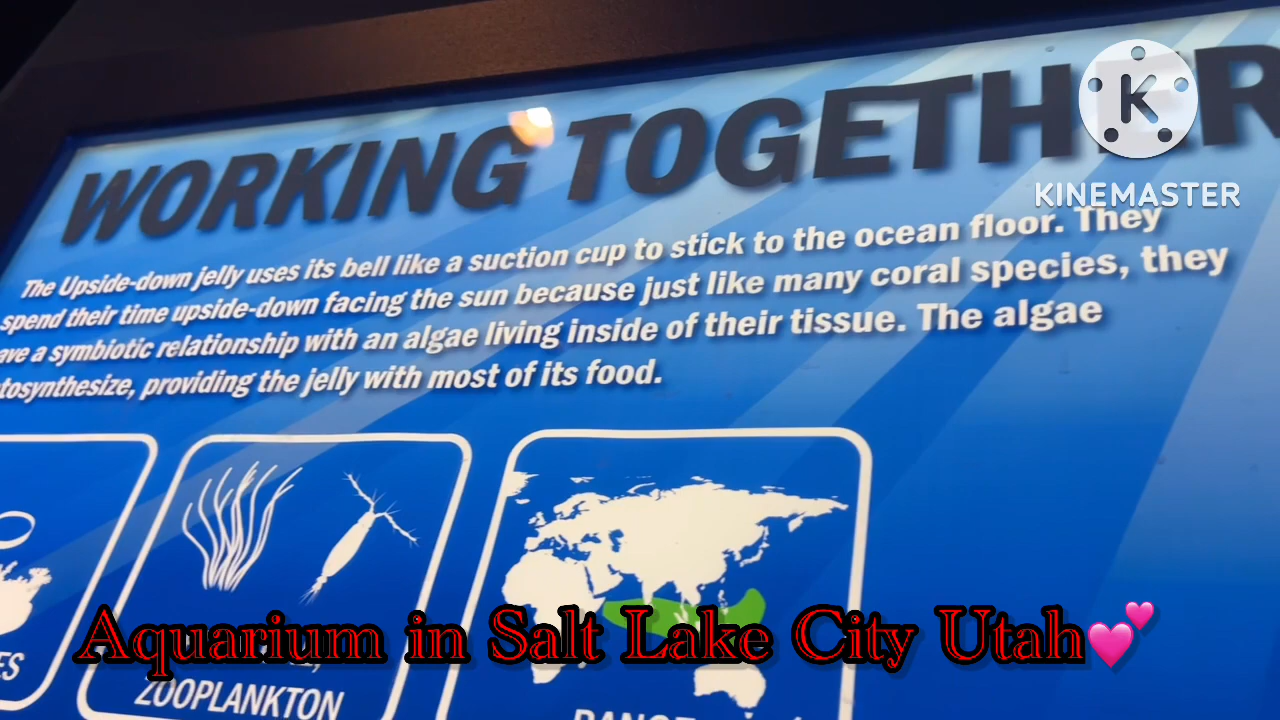 WORKING TOGETHER
K
KINEMASTER
The Upside-down jelly uses its bell like a suction cup to stick to the ocean floor. They
spend their time upside-down facing the sun because just like many coral species, they
ave a symbiotic relationship with an algae living inside of their tissue. The algae
tosynthesize, providing the jelly with most of its food.
Aquarium in Salt Lake City Utah💕
ES
ZOOPLANKTON
RANGE